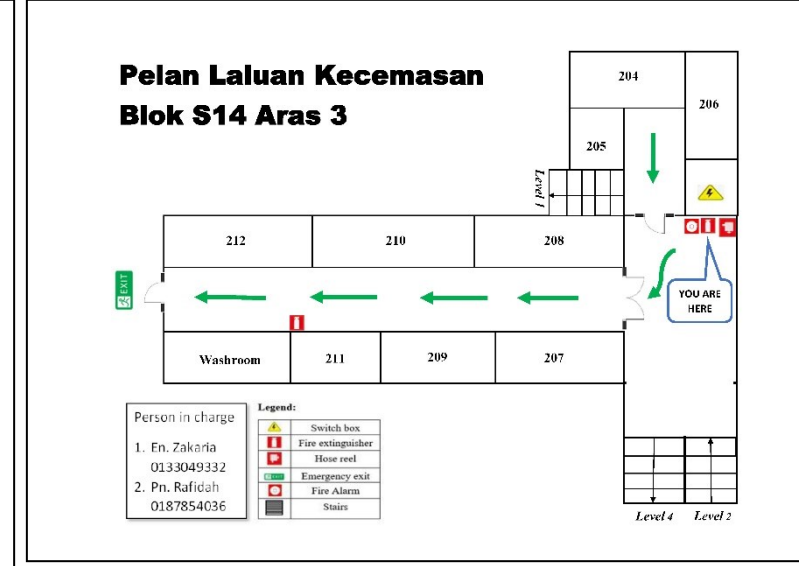 Pelan Laluan Kecemasan
Blok S14 Aras 3
204
206
205
Level 1
212
210
208
EXIT
YOU ARE
HERE
Washroom
211
209
207
Person in charge
1. En. Zakaria
0133049332
2. Pn. Rafidah
0187854036
Legend:
Switch box
Fire extinguisher
Hose reel
EXIT
Emergency exit
Fire Alarm
Stairs
Level 4
Level 2